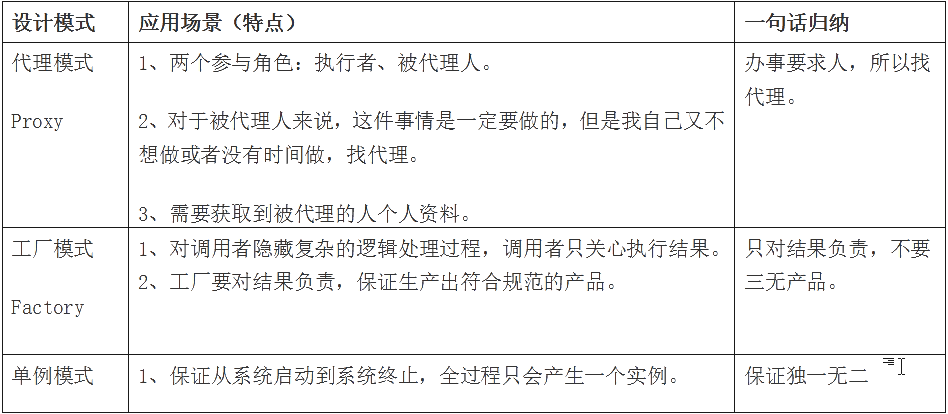 设计模式
应用场景（特点）
一句话归纳
代理模式
Proxy
1、两个参与角色：执行者、被代理人。
2、对于被代理人来说，这件事情是一定要做的，但是我自己又不
想做或者没有时间做，找代理。
3、需要获取到被代理的人个人资料。
办事要求人，所以找
代理。
工厂模式
Factory
1、对调用者隐藏复杂的逻辑处理过程，调用者只关心执行结果。
2、工厂要对结果负责，保证生产出符合规范的产品。
只对结果负责，不要
三无产品。
单例模式
1、保证从系统启动到系统终止，全过程只会产生一个实例。
保证独一无二